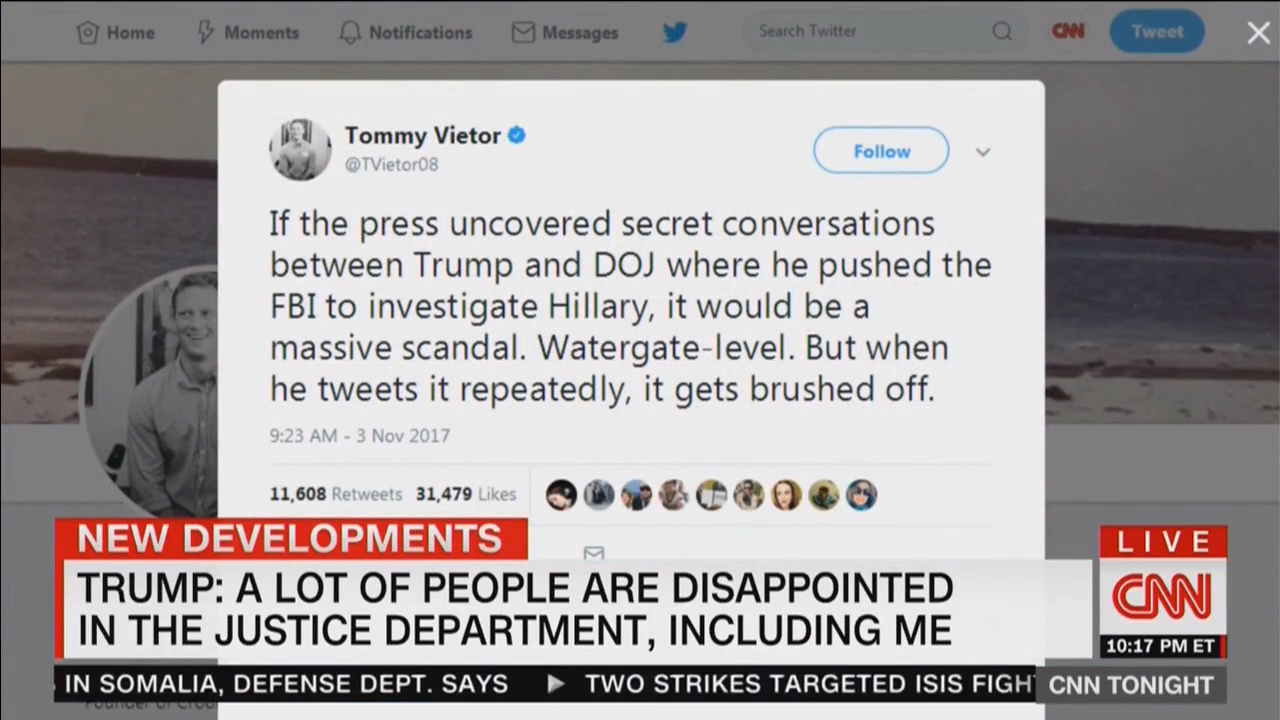 Home Moments Notifications Messages Search Twitter CNN Tweet
Tommy Vietor
@TVietor08
Follow
If the press uncovered secret conversations
between Trump and DOJ where he pushed the
FBI to investigate Hillary, it would be a
massive scandal. Watergate-level. But when
he tweets it repeatedly, it gets brushed off.
9:23 AM - 3 Nov 2017
11,608 Retweets 31,479 Likes
NEW DEVELOPMENTS
TRUMP: A LOT OF PEOPLE ARE DISAPPOINTED
IN THE JUSTICE DEPARTMENT, INCLUDING ME
LIVE
CNN
10:17 PM ET
IN SOMALIA, DEFENSE DEPT. SAYS TWO STRIKES TARGETED ISIS FIGH
CNN TONIGHT
Founder of